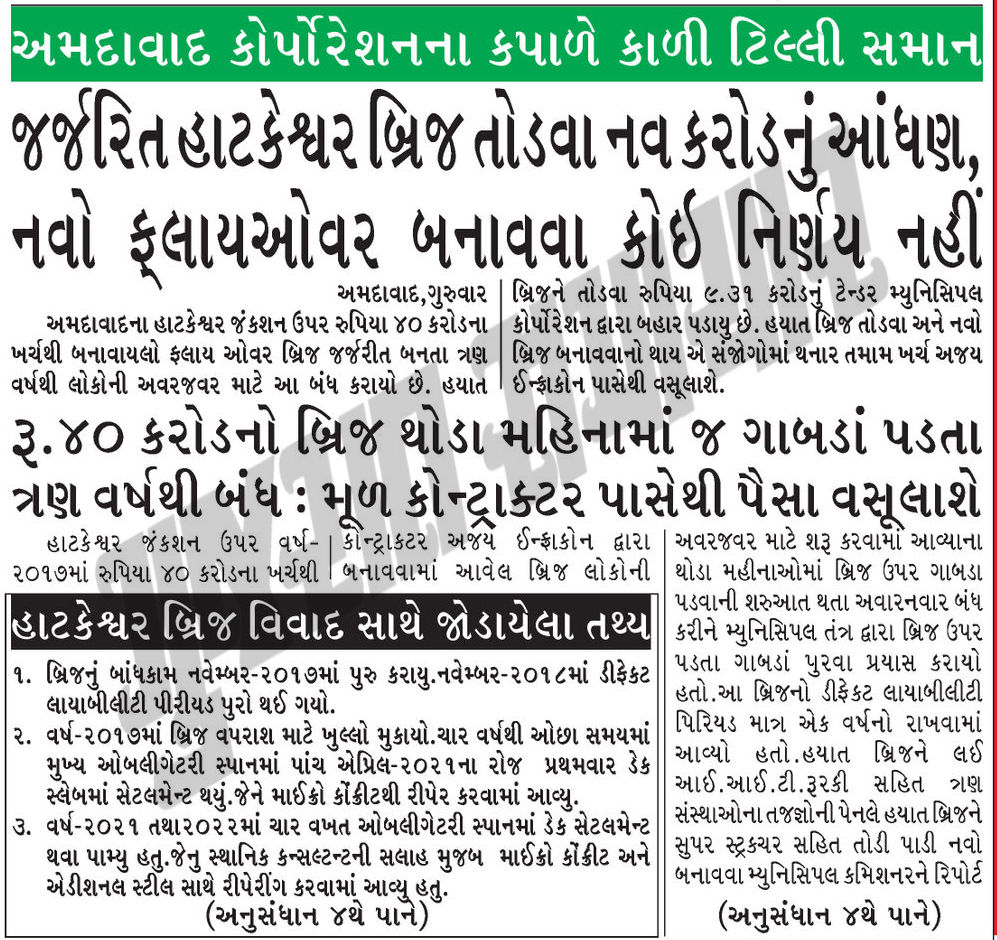 અમદાવાદ કોર્પોરેશનના કપાળે કાળી ટિલ્લી સમાન
જર્જરિત હાટકેશ્વર બ્રિજ તોડવા નવ કરોડનું આંધણ,
નવો ફ્લાયઓવર બનાવવા કોઈ નિર્ણય નહીં
અમદાવાદ,ગુરુવાર
અમદાવાદના હાટકેશ્વર જંકશન ઉપર રુપિયા ૪૦ કરોડના
ખર્ચથી બનાવાયલો ફલાય ઓવર બ્રિજ જર્જરીત બનતા ત્રણ
વર્ષથી લોકોની અવરજવર માટે આ બંધ કરાયો છે. હયાત
બ્રિજને તોડવા રુપિયા ૯.૩૧ કરોડનું ટેન્ડર મ્યુનિસિપલ
કોર્પોરેશન દ્વારા બહાર પડાયુ છે. હયાત બ્રિજ તોડવા અને નવો
બ્રિજ બનાવવાનો થાય એ સંજોગોમાં થનાર તમામ ખર્ચ અજય
ઈન્ફ્રાકોન પાસેથી વસૂલાશે.
રૂ.૪૦ કરોડનો બ્રિજ થોડા મહિનામાં જ ગાબડાં પડતા
ત્રણ વર્ષથી બંધ : મૂળ કોન્ટ્રાક્ટર પાસેથી પૈસા વસૂલાશે
હાટકેશ્વર જંકશન ઉપર વર્ષ-
૨૦૧૭માં રુપિયા ૪૦ કરોડના ખર્ચથી
કોન્ટ્રાકટર અજય ઈન્ફ્રાકોન દ્વારા
બનાવવામાં આવેલ બ્રિજ લોકોની
અવરજવર માટે શરૂ કરવામાં આવ્યાના
થોડા મહીનાઓમાં બ્રિજ ઉપર ગાબડા
પડવાની શરુઆત થતા અવારનવાર બંધ
કરીને મ્યુનિસિપલ તંત્ર દ્વારા બ્રિજ ઉપર
પડતા ગાબડાં પુરવા પ્રયાસ કરાયો
હતો.આ બ્રિજનો ડીફેકટ લાયાબીલીટી
પિરિયડ માત્ર એક વર્ષનો રાખવામાં
આવ્યો હતો.હયાત બ્રિજને લઈ
આઈ.આઈ.ટી.રૂરકી સહિત ત્રણ
સંસ્થાઓના તજજ્ઞોની પેનલે હયાત બ્રિજને
સુપર સ્ટ્રકચર સહિત તોડી પાડી નવો
બનાવવા મ્યુનિસિપલ કમિશનરને રિપોર્ટ
(અનુસંધાન ૪થે પાને)
હાટકેશ્વર બ્રિજ વિવાદ સાથે જોડાયેલા તથ્ય
૧. બ્રિજનું બાંધકામ નવેમ્બર-૨૦૧૭માં પુરુ કરાયુ.નવેમ્બર-૨૦૧૮માં ડીફેકટ
લાયાબીલીટી પીરીયડ પુરો થઈ ગયો.
૨. વર્ષ-૨૦૧૭માં બ્રિજ વપરાશ માટે ખુલ્લો મુકાયો.ચાર વર્ષથી ઓછા સમયમાં
મુખ્ય ઓબલીગેટરી સ્પાનમાં પાંચ એપ્રિલ-૨૦૨૧ના રોજ પ્રથમવાર ડેક
સ્લેબમાં સેટલમેન્ટ થયું.જેને માઈક્રો કોંક્રીટથી રીપેર કરવામાં આવ્યુ.
૩. વર્ષ-૨૦૨૧ તથા૨૦૨૨માં ચાર વખત ઓબલીગેટરી સ્પાનમાં ડેક સેટલમેન્ટ
થવા પામ્યુ હતુ.જેનુ સ્થાનિક કન્સલ્ટન્ટની સલાહ મુજબ માઈક્રો કોંક્રીટ અને
એડીશનલ સ્ટીલ સાથે રીપેરીંગ કરવામાં આવ્યુ હતુ.
(અનુસંધાન ૪થે પાને)
ગુજરાત સમાચાર